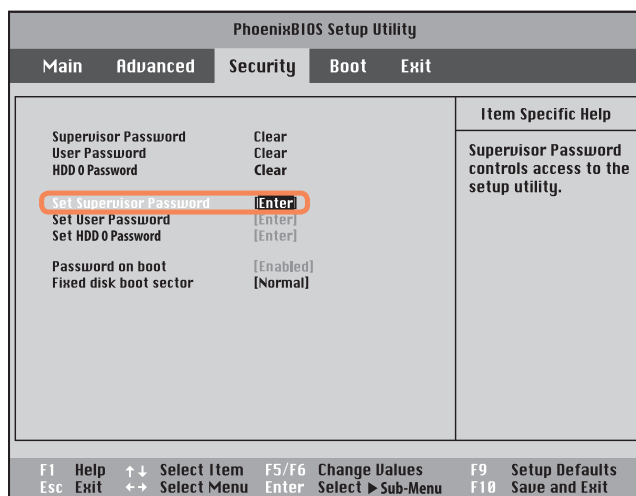 PhoenixBIOS Setup Utility
Main Advanced Security Boot Exit
Supervisor Password Clear
User Password Clear
HDD 0 Password Clear
Set Supervisor Password [Enter]
Set User Password [Enter]
Set HDD 0 Password [Enter]
Password on boot [Enabled]
Fixed disk boot sector [Normal]
Item Specific Help
Supervisor Password
controls access to the
setup utility.
F1 Help ↑↓ Select Item F5/F6 Change Values F9 Setup Defaults
Esc Exit ←→ Select Menu Enter Select ▶Sub-Menu F10 Save and Exit